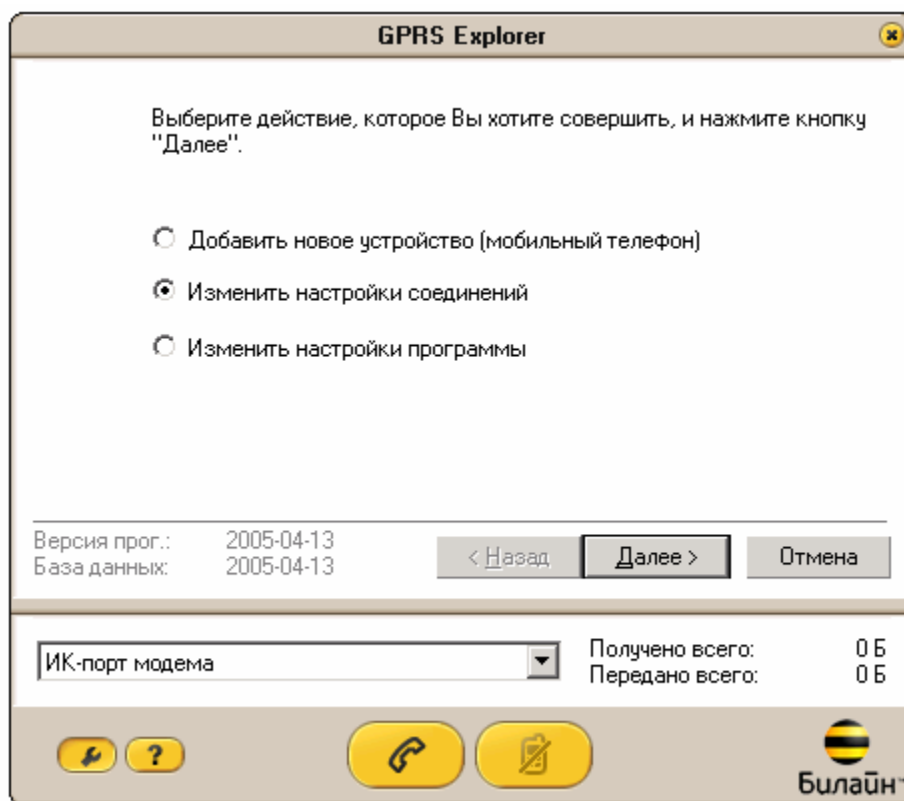 GPRS Explorer
Выберите действие, которое Вы хотите совершить, и нажмите кнопку
"Далее".
Добавить новое устройство (мобильный телефон)
Изменить настройки соединений
Изменить настройки программы
Версия прог.: 2005-04-13
База данных: 2005-04-13
< Назад Далее > Отмена
ИК-порт модема
Получено всего: 0 Б
Передано всего: 0 Б
?
Билайн